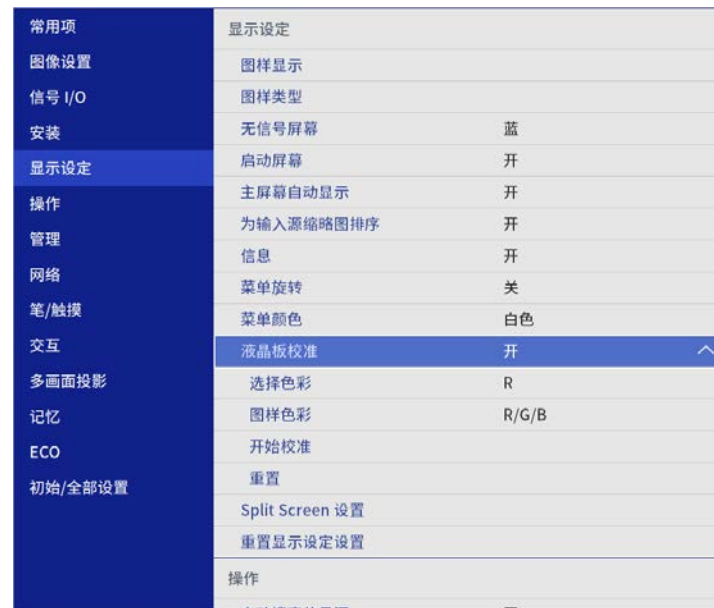 常用项
图像设置
信号 I/O
安装
显示设定
操作
管理
网络
笔/触摸
交互
多画面投影
记忆
ECO
初始/全部设置
显示设定
图样显示
图样类型
无信号屏幕 蓝
启动屏幕 开
主屏幕自动显示 开
为输入源缩略图排序 开
信息 开
菜单旋转 关
菜单颜色 白色
液晶板校准 开
选择色彩 R
图样色彩 R/G/B
开始校准
重置
Split Screen 设置
重置显示设定设置
操作